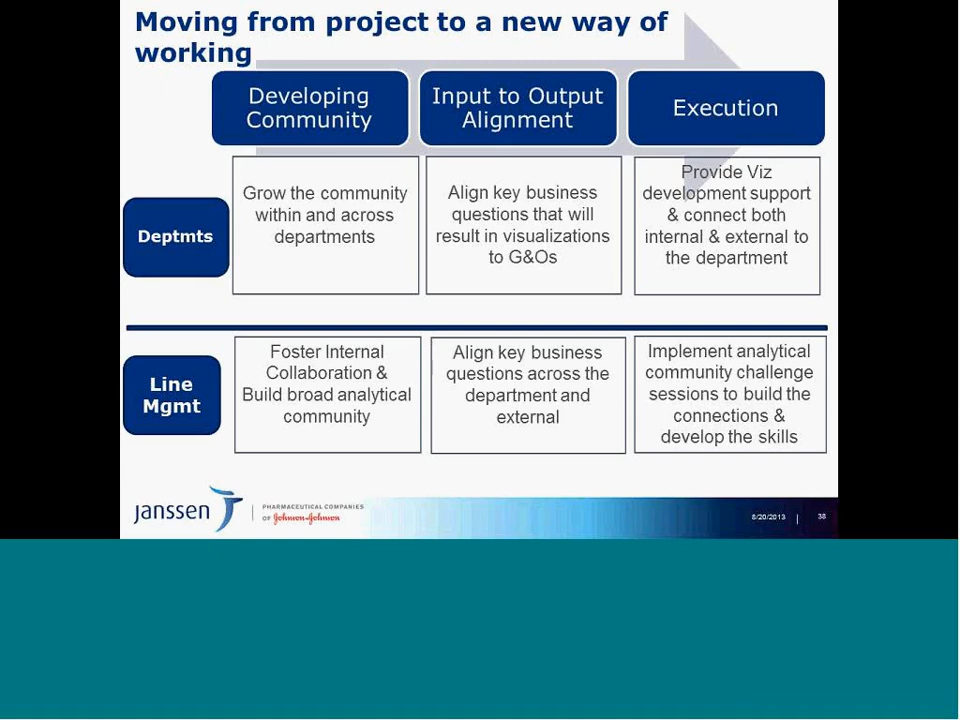 Moving from project to a new way of
working
Developing
Community
Input to Output
Alignment
Execution
Deptmts
Grow the community
within and across
departments
Align key business
questions that will
result in visualizations
to G&Os
Provide Viz
development support
& connect both
internal & external to
the department
Line
Mgmt
Foster Internal
Collaboration &
Build broad analytical
community
Align key business
questions across the
department and
external
Implement analytical
community challenge
sessions to build the
connections &
develop the skills
janssen
PHARMACEUTICAL COMPANIES
OF Johnson & Johnson
8/20/2013 | 38